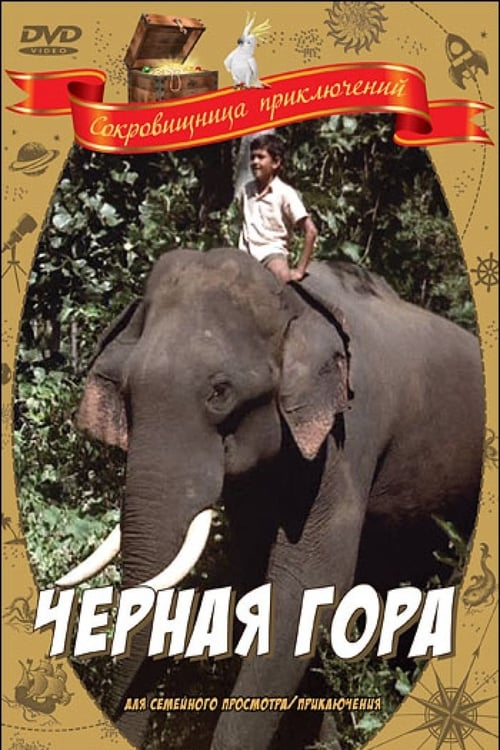 DVD
VIDEO
Сокровищница приключений
ЧЕРНАЯ ГОРА
ДЛЯ СЕМЕЙНОГО ПРОСМОТРА/ПРИКЛЮЧЕНИЯ